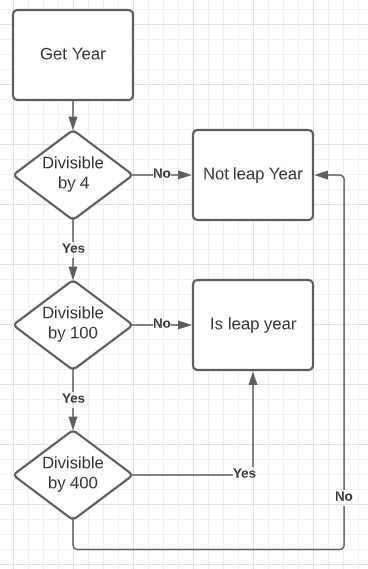 Get Year
Divisible
by 4
No
Not leap Year
Yes
Divisible
by 100
No
Is leap year
Yes
Divisible
by 400
Yes
No